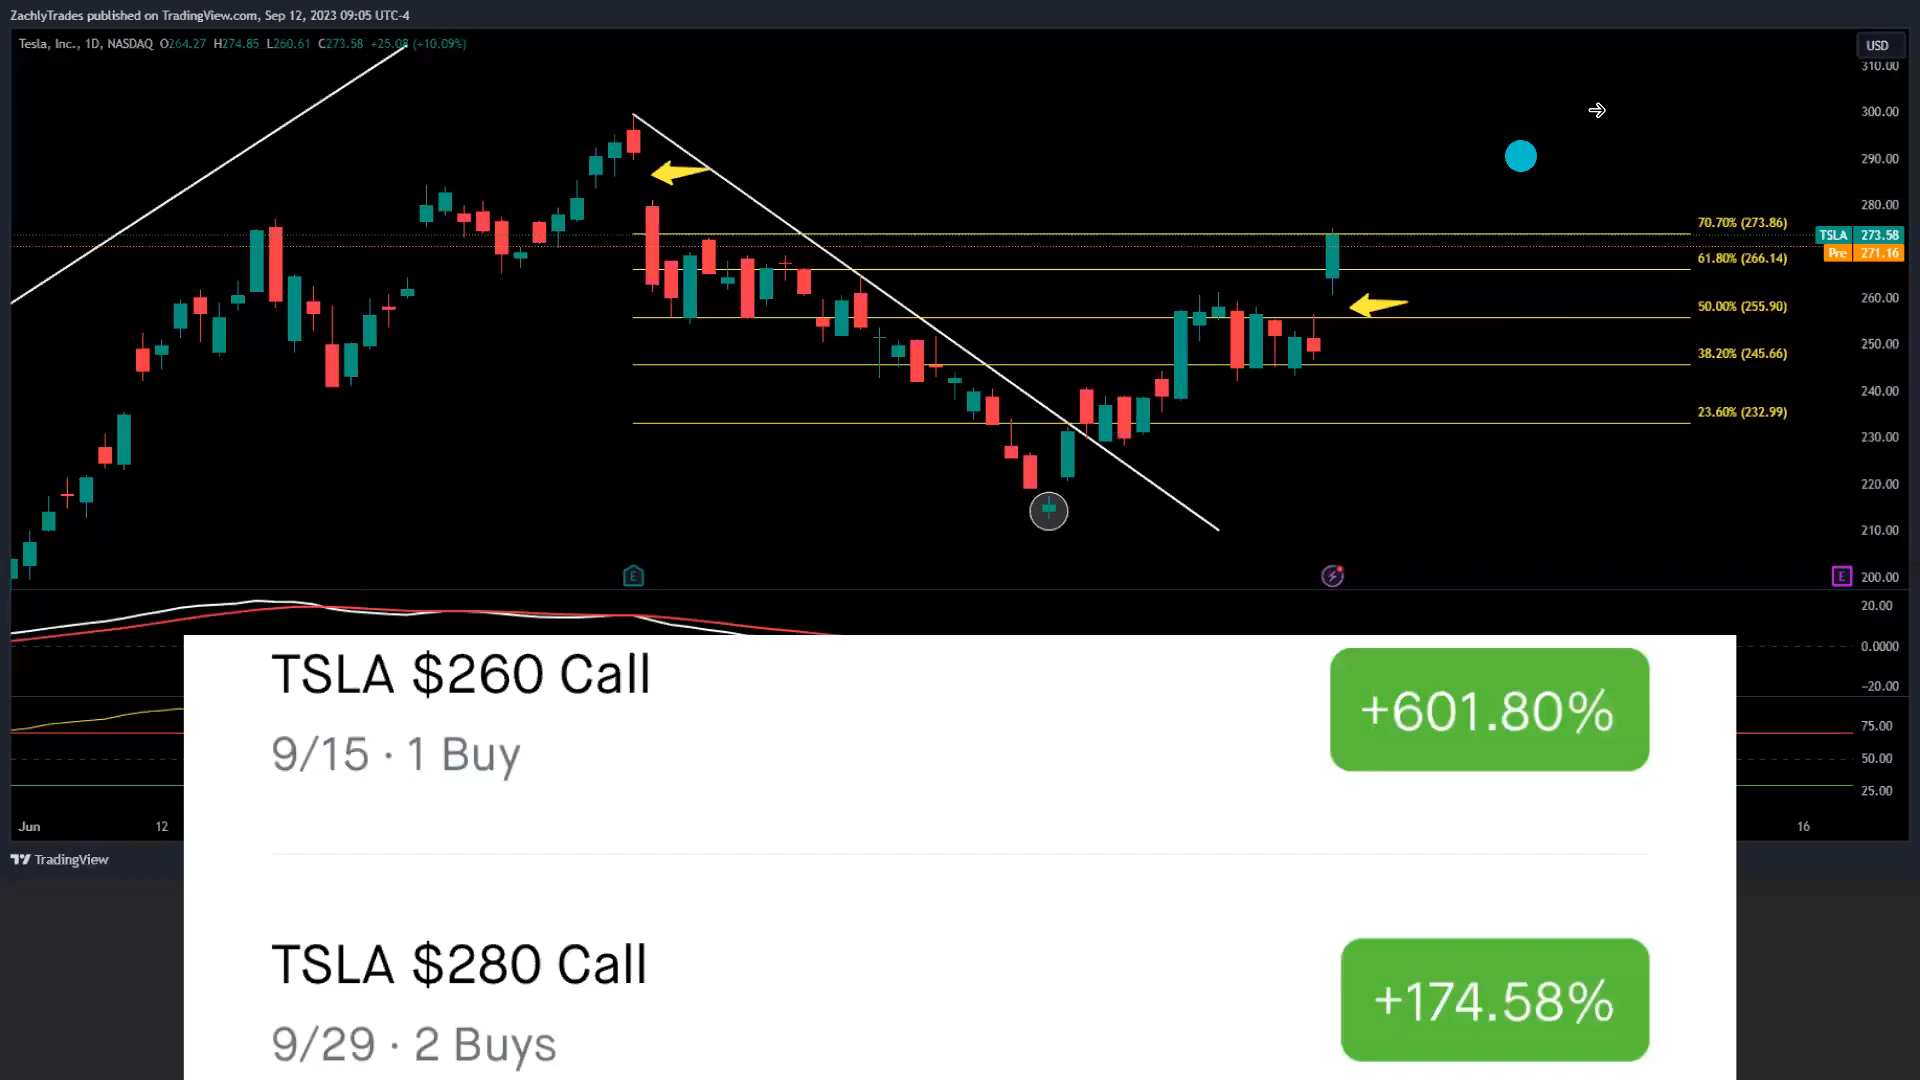 ZachlyTrades published on TradingView.com, Sep 12, 2023 09:05 UTC-4
Tesla, Inc., 1D, NASDAQ O264.27 H274.85 L260.61 C273.58 +25.08 (+10.09%)
USD
310.00
300.00
290.00
280.00
70.70% (273.86)
TSLA 273.58
Pre 271.16
61.80% (266.14)
260.00
50.00% (255.90)
250.00
38.20% (245.66)
240.00
23.60% (232.99)
230.00
220.00
210.00
E
E
200.00
20.00
0.0000
−20.00
75.00
50.00
25.00
Jun
12
16
TradingView
TSLA $260 Call
+601.80%
9/15 · 1 Buy
TSLA $280 Call
+174.58%
9/29 · 2 Buys